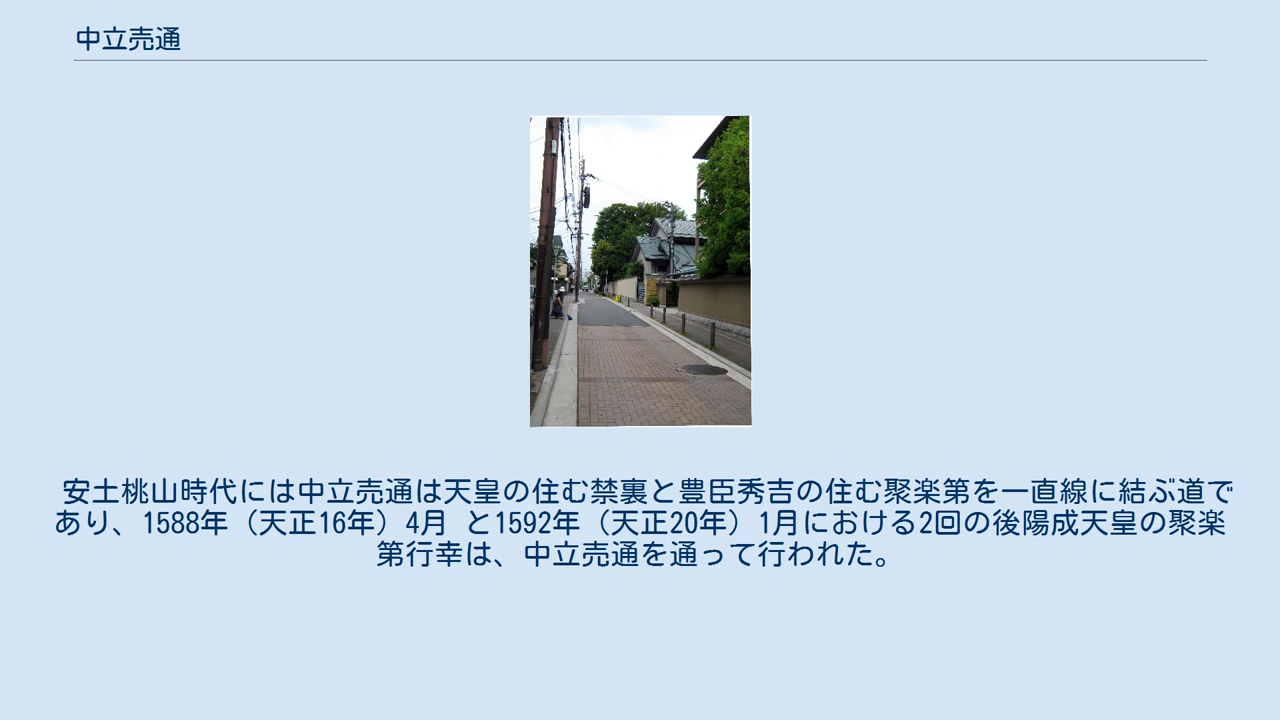 中立売通
安土桃山時代には中立売通は天皇の住む禁裏と豊臣秀吉の住む聚楽第を一直線に結ぶ道で
あり、1588年（天正16年）4月 と1592年（天正20年）1月における2回の後陽成天皇の聚楽
第行幸は、中立売通を通って行われた。